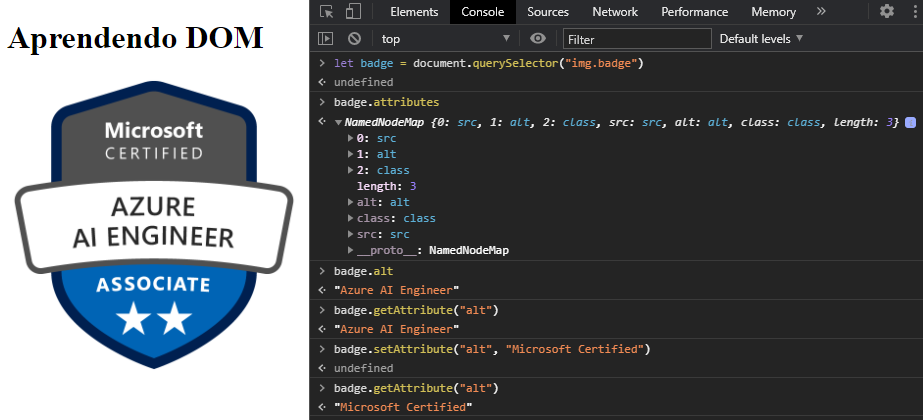 Aprendendo DOM
Microsoft
CERTIFIED
AZURE
AI ENGINEER
ASSOCIATE
Elements Console Sources Network Performance Memory »
top Filter Default levels
let badge = document.querySelector("img.badge")
undefined
badge.attributes
NamedNodeMap {0: src, 1: alt, 2: class, src: src, alt: alt, class: class, length: 3}
0: src
1: alt
2: class
length: 3
alt: alt
class: class
src: src
__proto__: NamedNodeMap
badge.alt
"Azure AI Engineer"
badge.getAttribute("alt")
"Azure AI Engineer"
badge.setAttribute("alt", "Microsoft Certified")
undefined
badge.getAttribute("alt")
"Microsoft Certified"